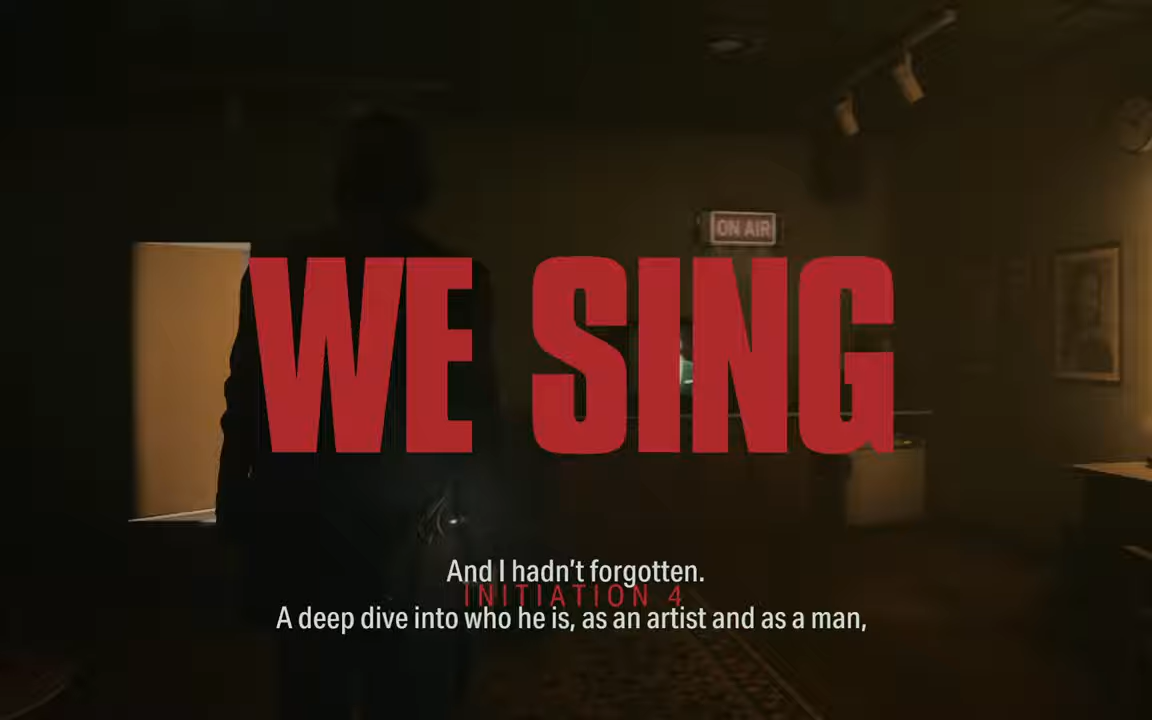 ON AIR
WE SING
And I hadn't forgotten.
INITIATION 4
A deep dive into who he is, as an artist and as a man,